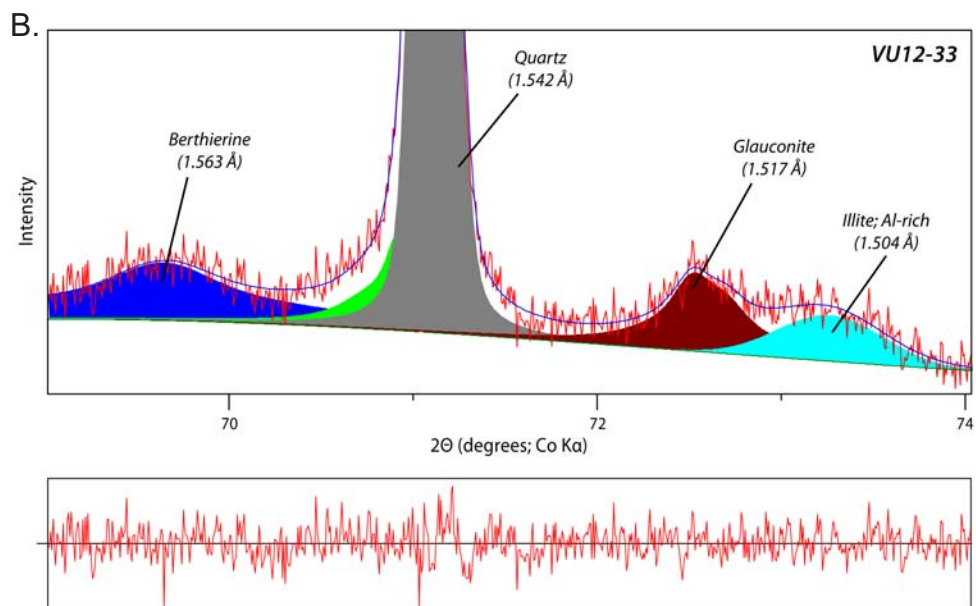 B.
VU12-33
Quartz
(1.542 Å)
Berthierine
(1.563 Å)
Glauconite
(1.517 Å)
Illite; Al-rich
(1.504 Å)
Intensity
70
72
74
2Θ (degrees; Co Kα)